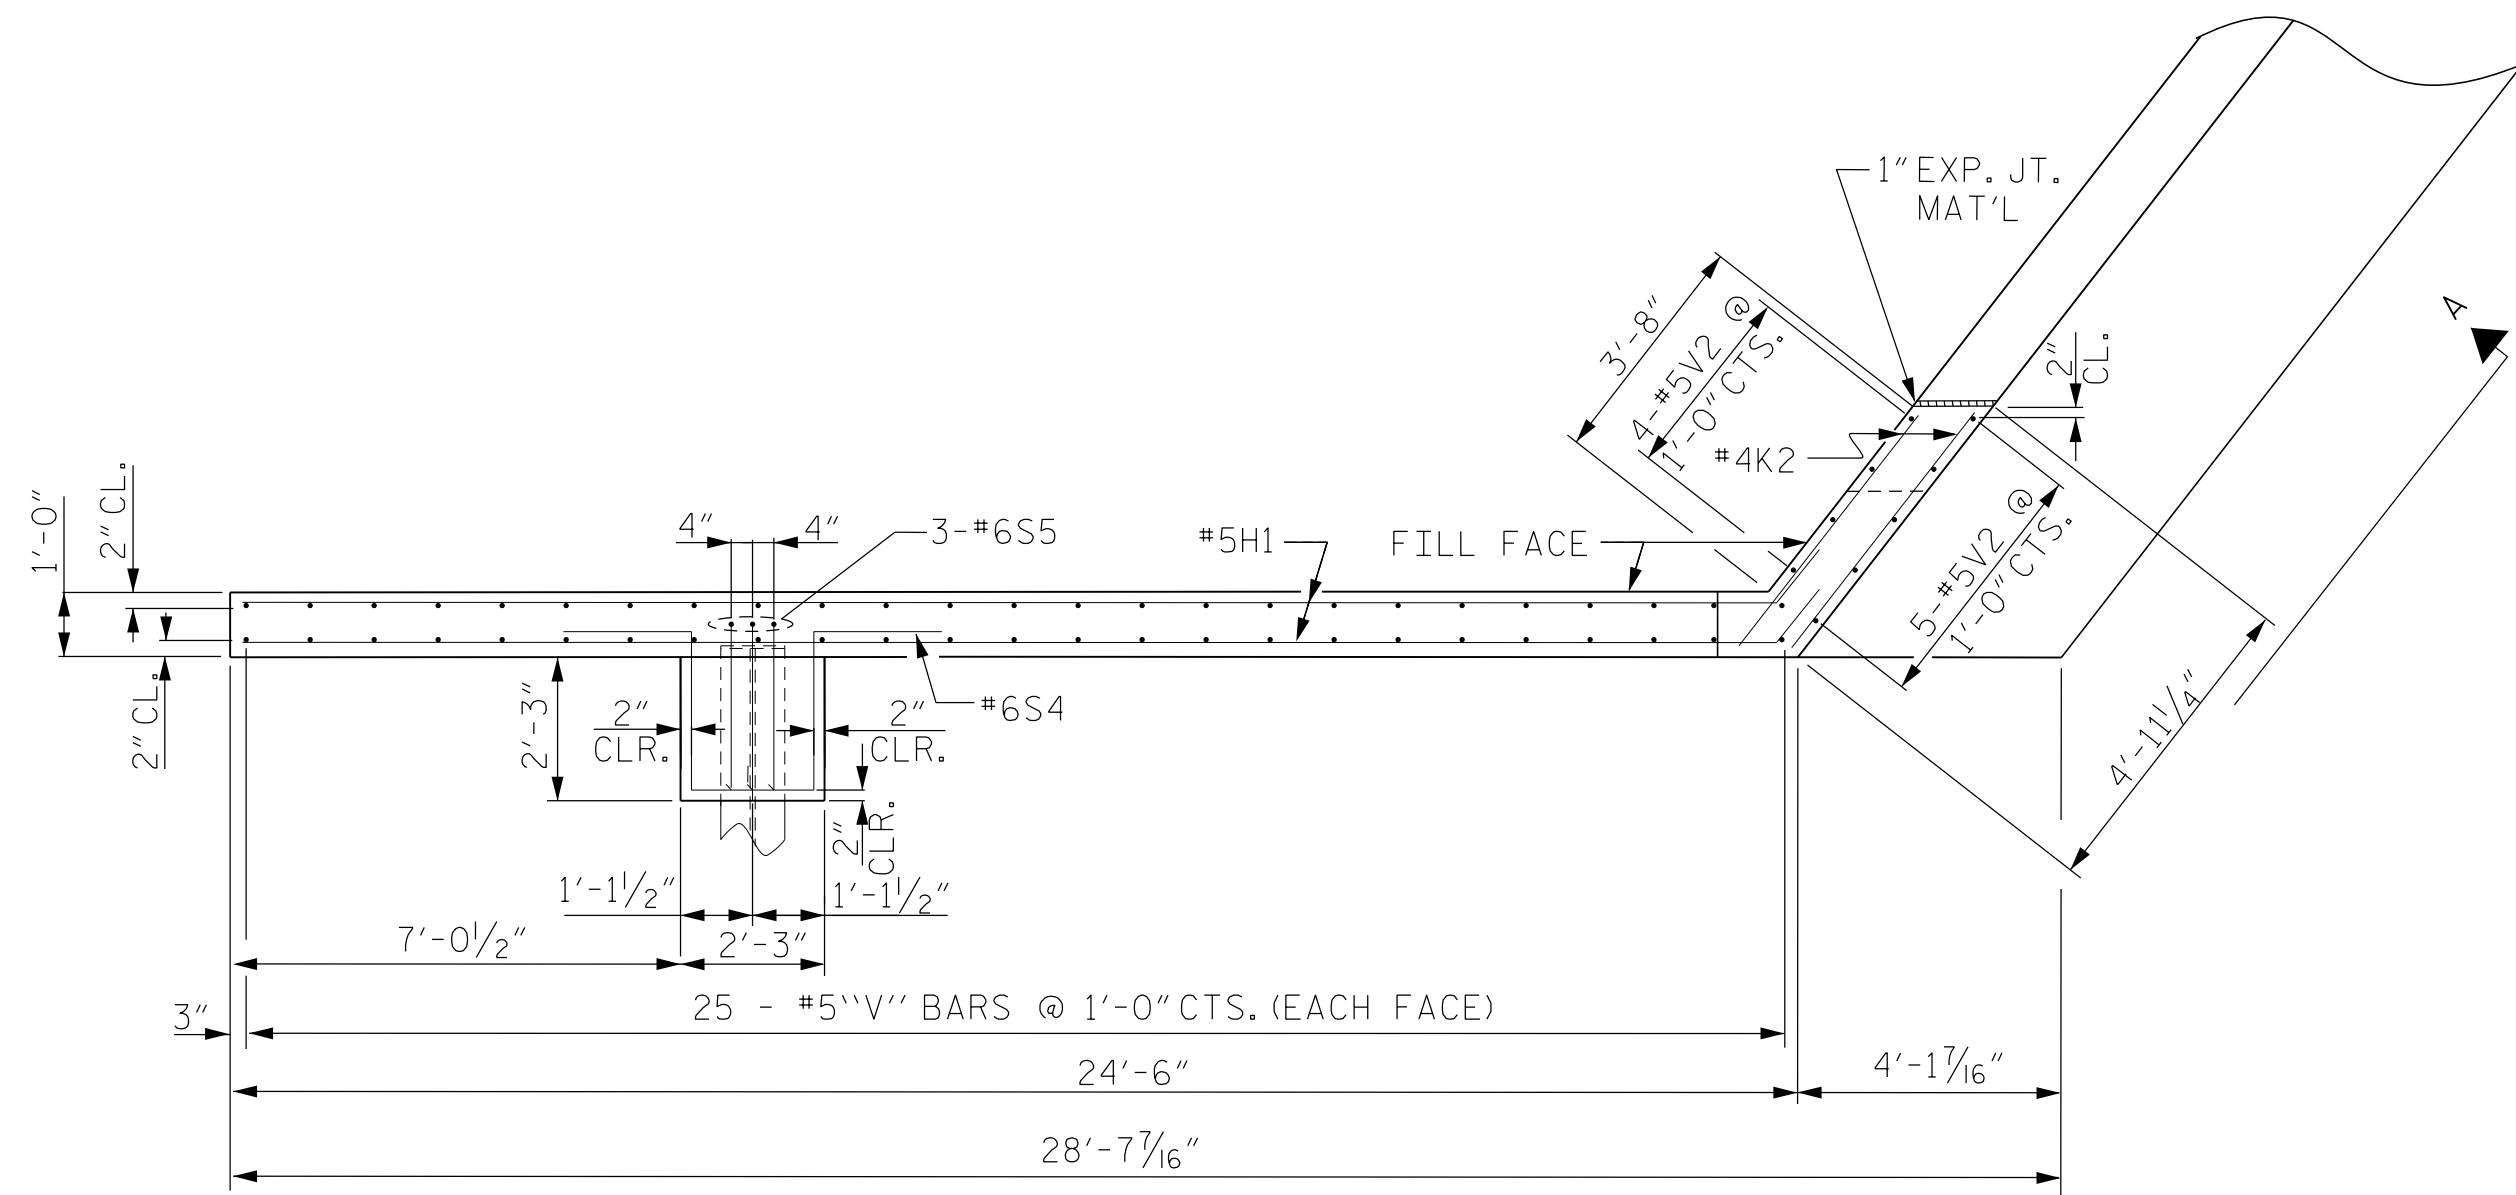 1" EXP. JT.
MAT'L
3'-8"
4-#5V2 @
1'-0" CTS.
A
2"
CL.
#4K2
1'-0"
2" CL.
4"
4"
3-#6S5
#5H1
FILL FACE
5-#5V2 @
1'-0" CTS.
2" CL.
2'-3"
2"
CLR.
2"
CLR.
#6S4
4'-11 1/4"
2"
CLR.
1'-1 1/2"
1'-1 1/2"
7'-0 1/2"
2'-3"
3"
25 - #5 ''V'' BARS @ 1'-0" CTS. (EACH FACE)
24'-6"
4'-1 7/16"
28'-7 7/16"